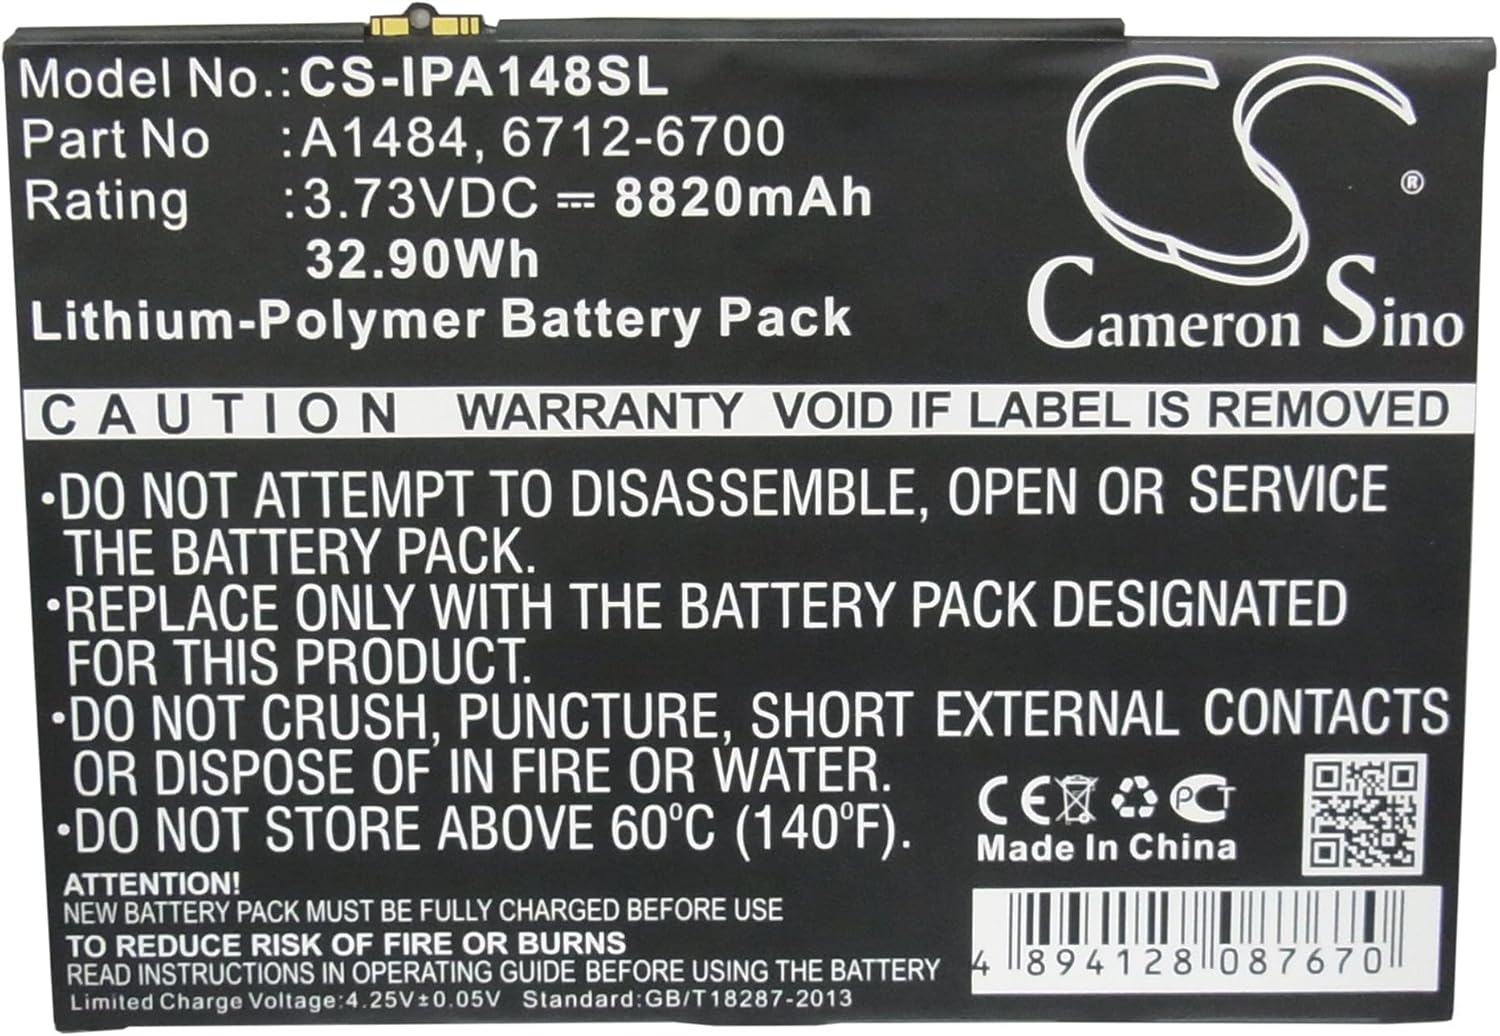 Model No.: CS-IPA148SL
Part No :A1484, 6712-6700
Rating :3.73VDC ⎓ 8820mAh
32.90Wh
Lithium-Polymer Battery Pack
CS ®
Cameron Sino
CAUTION WARRANTY VOID IF LABEL IS REMOVED
•DO NOT ATTEMPT TO DISASSEMBLE, OPEN OR SERVICE
THE BATTERY PACK.
•REPLACE ONLY WITH THE BATTERY PACK DESIGNATED
FOR THIS PRODUCT.
•DO NOT CRUSH, PUNCTURE, SHORT EXTERNAL CONTACTS
OR DISPOSE OF IN FIRE OR WATER.
•DO NOT STORE ABOVE 60ºC (140ºF).
CE PCT
Made In China
ATTENTION!
NEW BATTERY PACK MUST BE FULLY CHARGED BEFORE USE
TO REDUCE RISK OF FIRE OR BURNS
READ INSTRUCTIONS IN OPERATING GUIDE BEFORE USING THE BATTERY
Limited Charge Voltage:4.25V±0.05V Standard:GB/T18287-2013
4 894128 087670